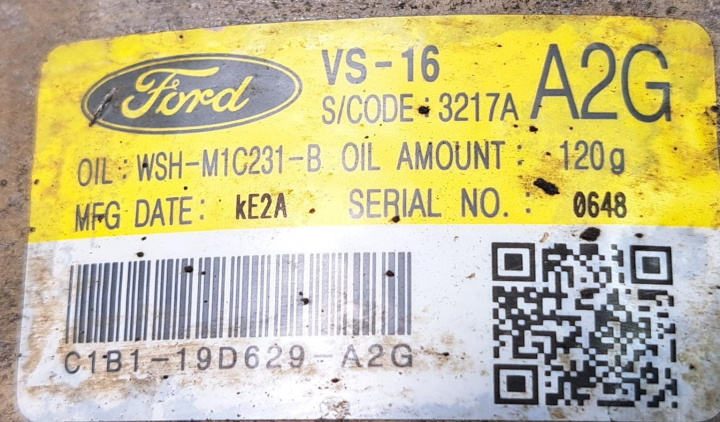 Ford VS-16 A2G
S/CODE : 3217A
OIL : WSH-M1C231-B OIL AMOUNT : 120g
MFG DATE : kE2A SERIAL NO. : 0648
C1B1-19D629-A2G